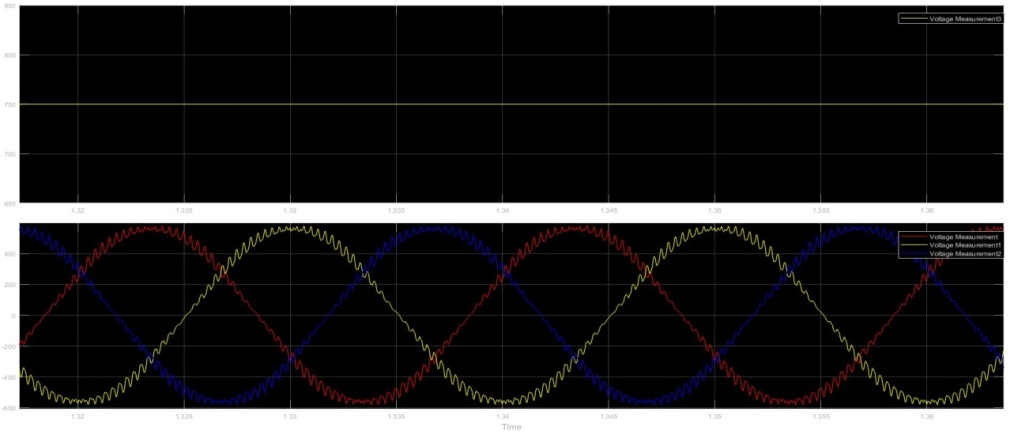 850
Voltage Measurement3
800
750
700
650
1.32 1.325 1.33 1.335 1.34 1.345 1.35 1.355 1.36
Voltage Measurement
Voltage Measurement1
Voltage Measurement2
400
200
0
-200
-400
-600
1.32 1.325 1.33 1.335 1.34 1.345 1.35 1.355 1.36
Time